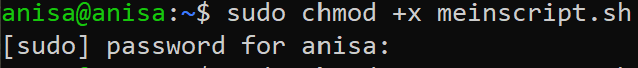 anisa@anisa:~$ sudo chmod +x meinscript.sh
[sudo] password for anisa: